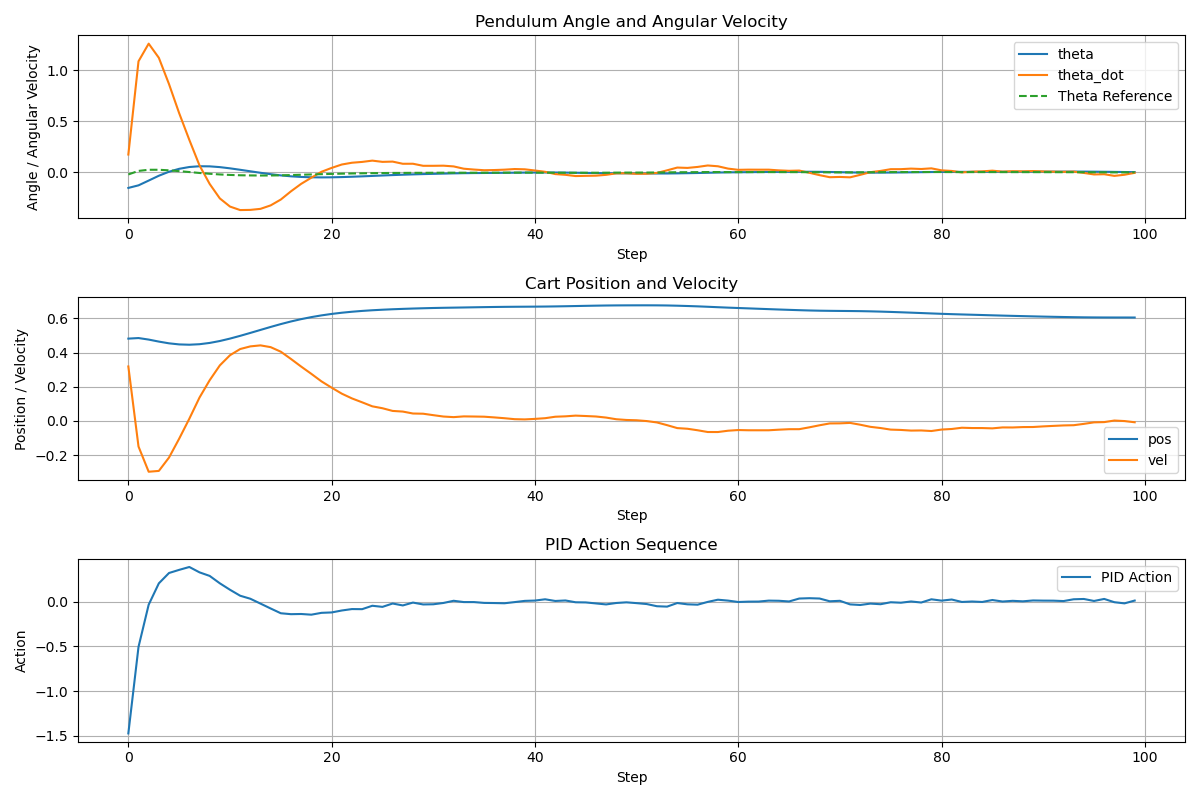 Pendulum Angle and Angular Velocity
Angle / Angular Velocity
1.0
0.5
0.0
theta
theta_dot
Theta Reference
0 20 40 60 80 100
Step
Cart Position and Velocity
Position / Velocity
0.6
0.4
0.2
0.0
−0.2
pos
vel
0 20 40 60 80 100
Step
PID Action Sequence
Action
0.0
−0.5
−1.0
−1.5
PID Action
0 20 40 60 80 100
Step